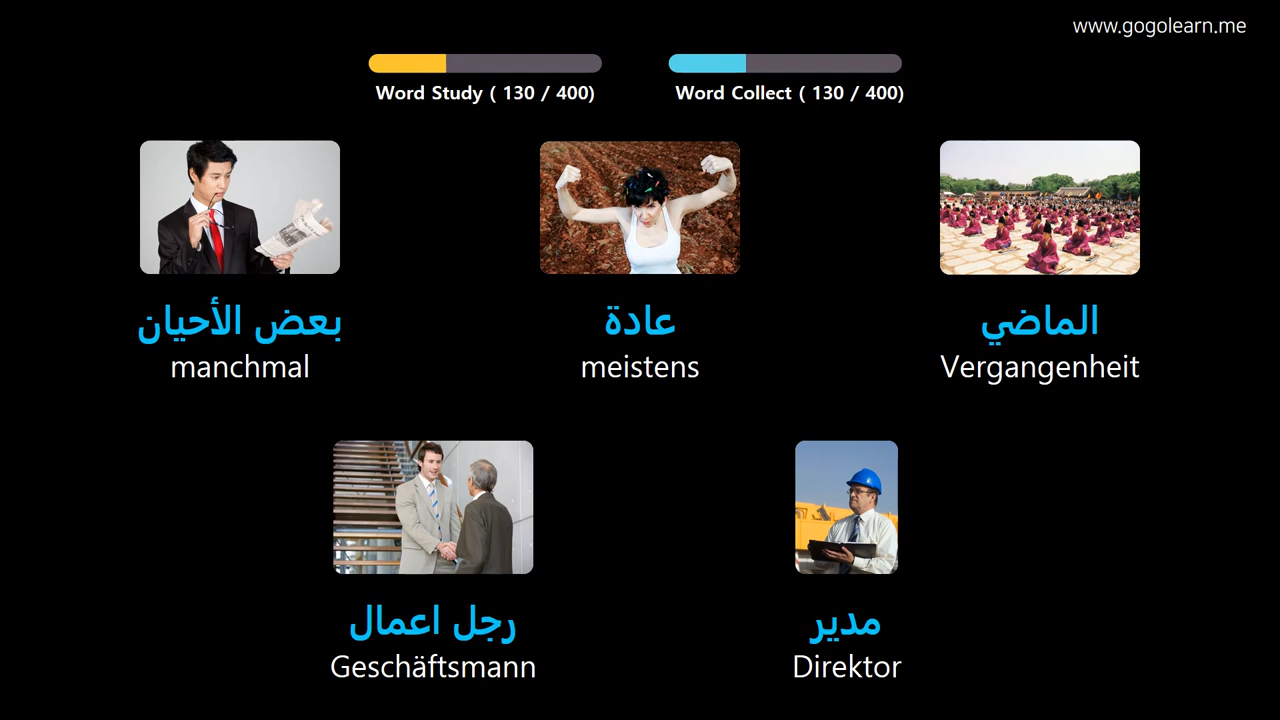 www.gogolearn.me
Word Study ( 130 / 400)
Word Collect ( 130 / 400)
بعض الأحيان
manchmal
عادة
meistens
الماضي
Vergangenheit
رجل اعمال
Geschäftsmann
مدير
Direktor